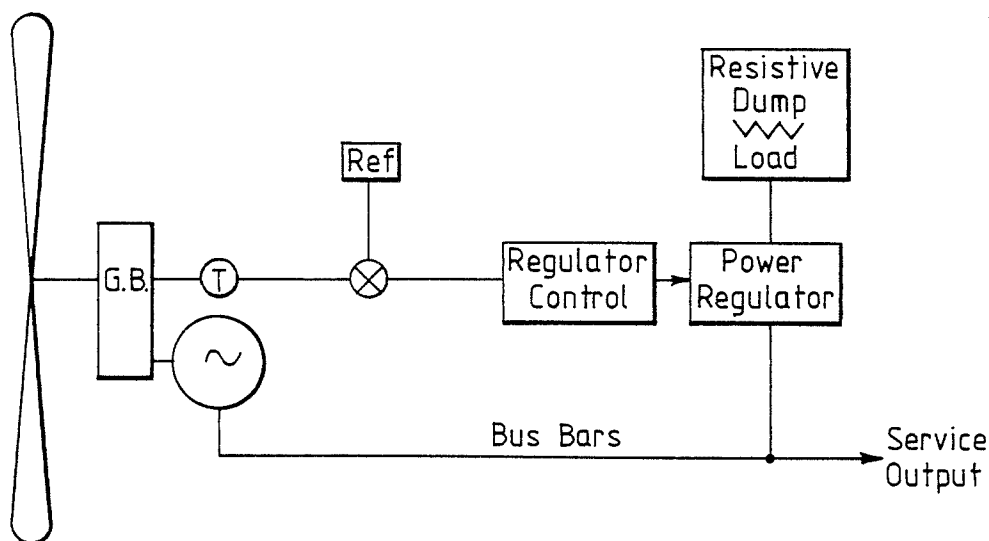 Resistive
Dump
Load
Ref
G.B.
T
Regulator
Control
Power
Regulator
Bus Bars
Service
Output